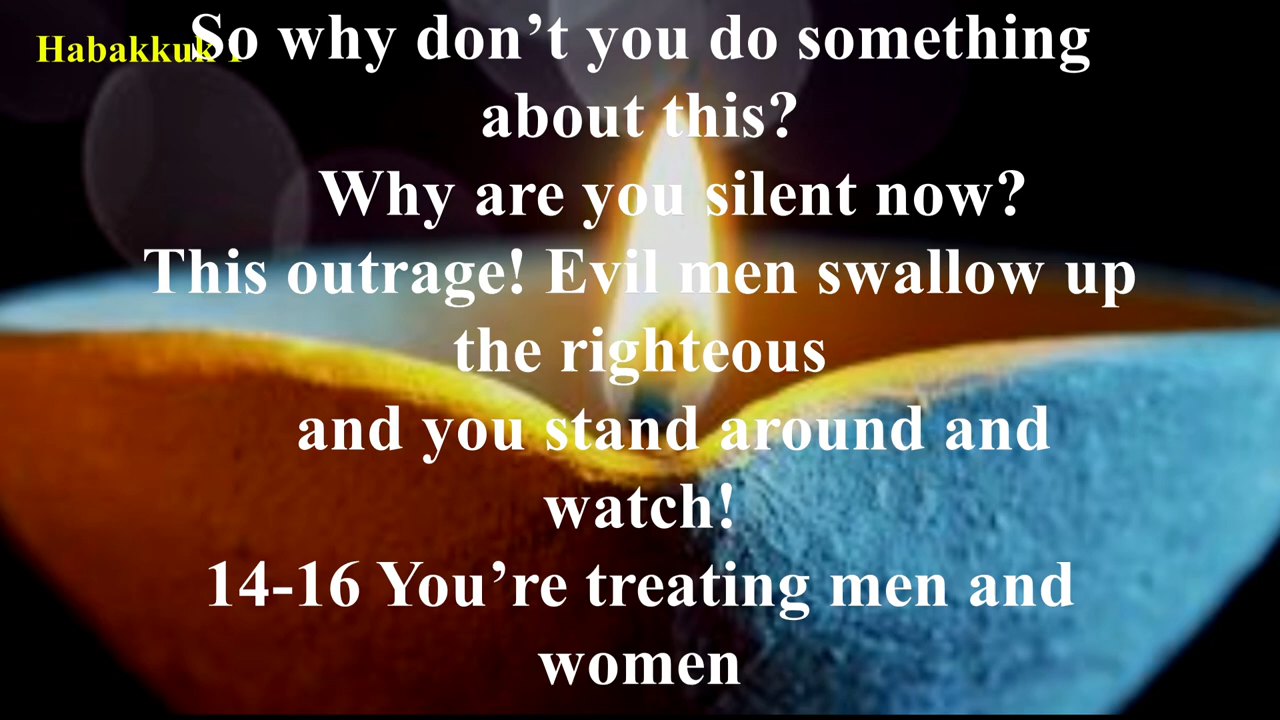 Habakkuk 1
So why don’t you do something
about this?
Why are you silent now?
This outrage! Evil men swallow up
the righteous
and you stand around and
watch!
14-16 You’re treating men and
women